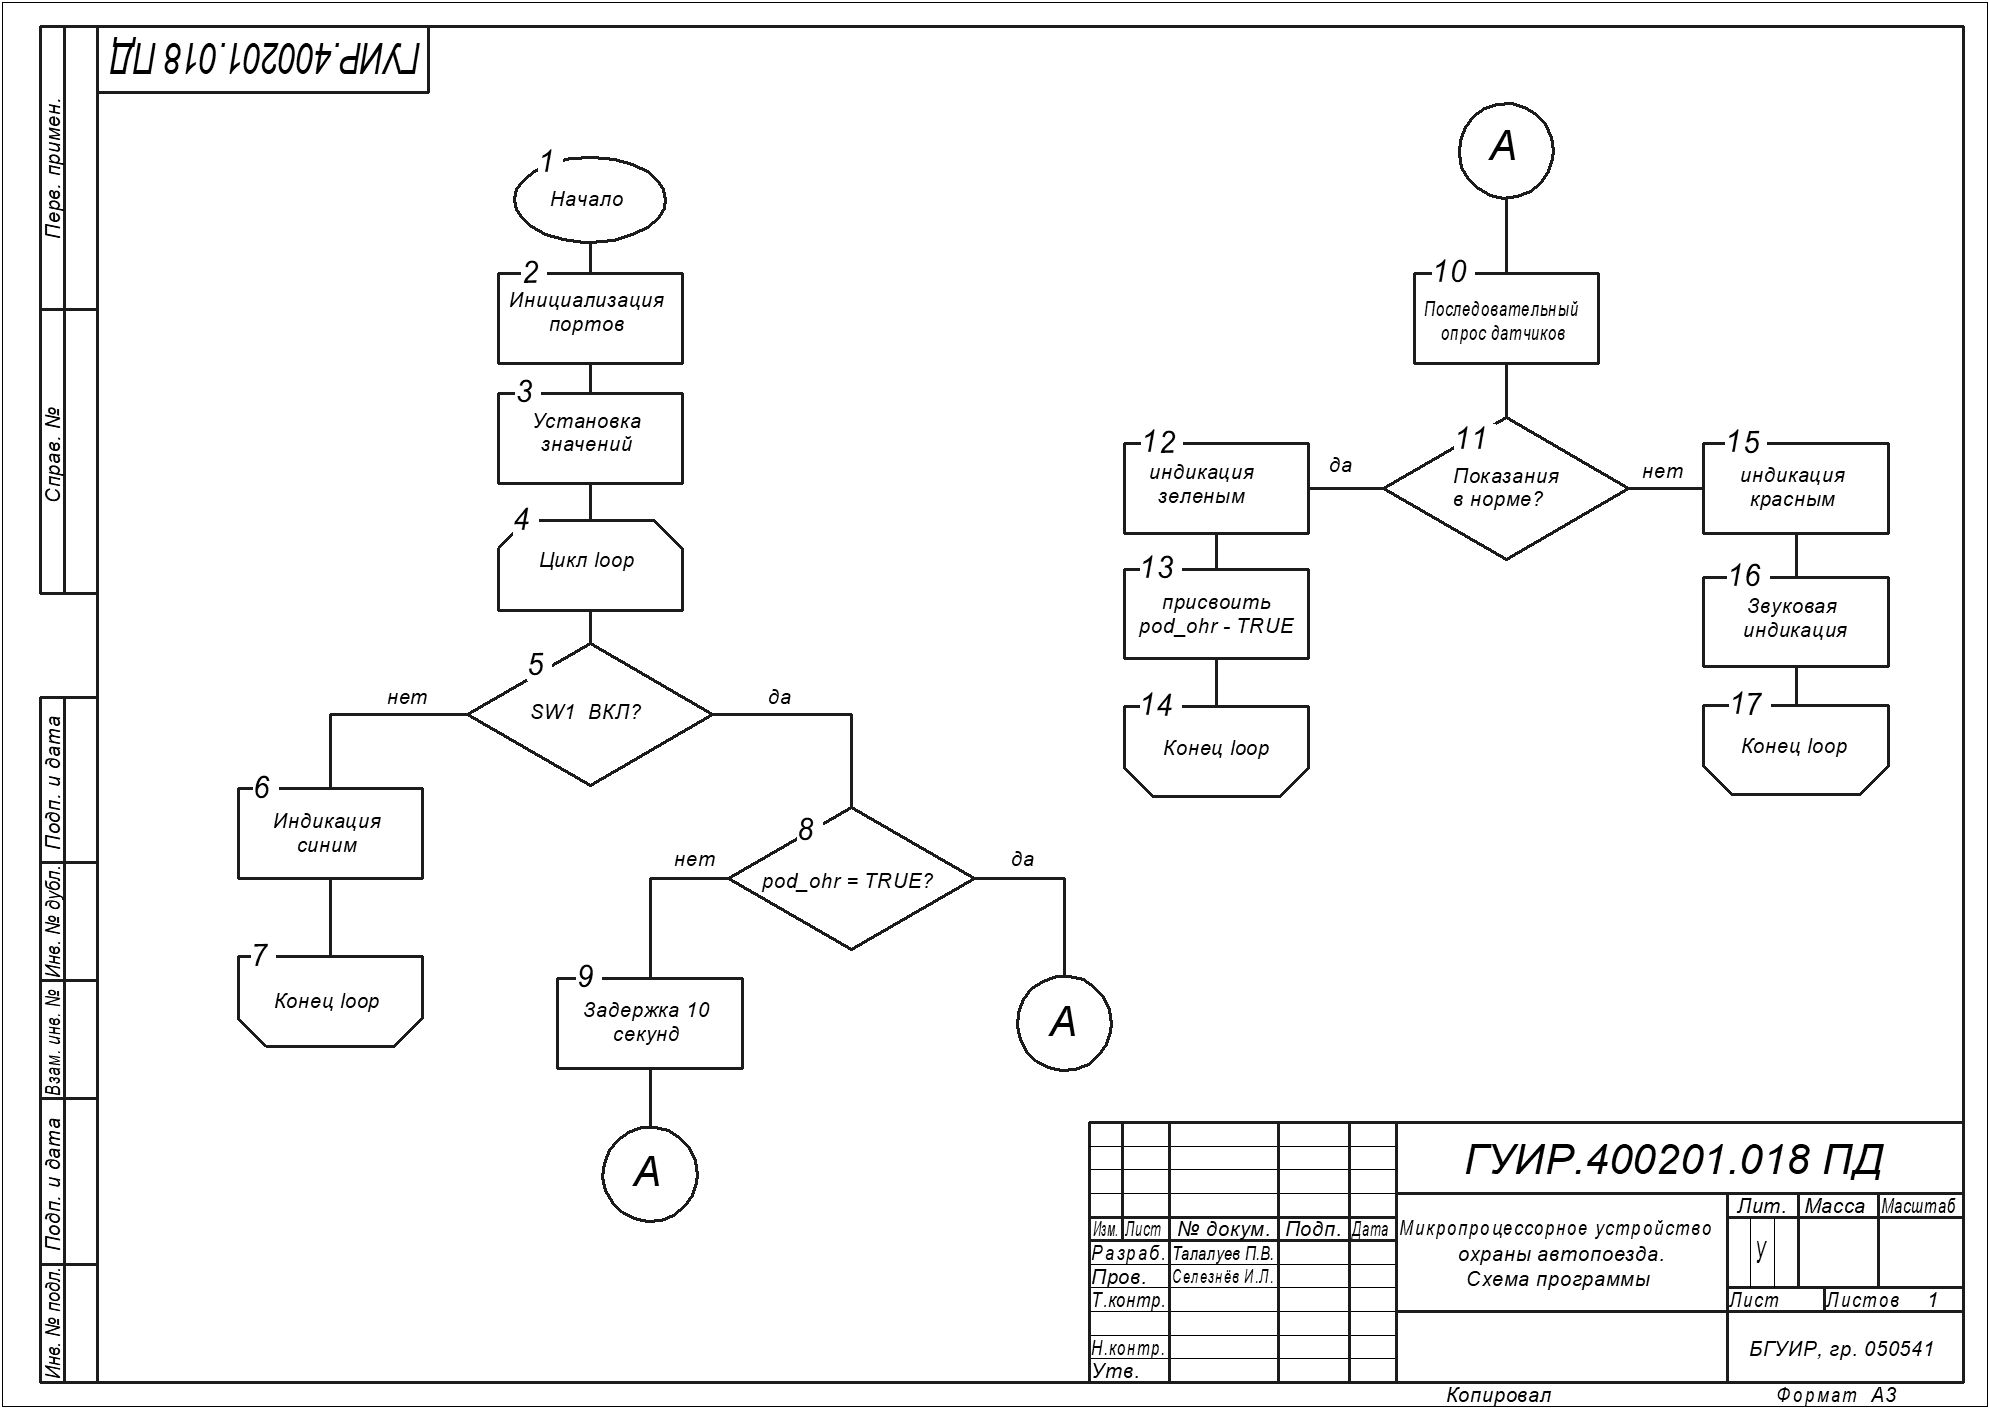 ГУИР.400201.018 ПД
Перв. примен.
Справ. №
Подп. и дата
Инв. № дубл.
Взам. инв. №
Подп. и дата
Инв. № подл.
1
Начало
2
Инициализация
портов
3
Установка
значений
4
Цикл loop
5
SW1 ВКЛ?
нет
да
6
Индикация
синим
7
Конец loop
8
pod_ohr = TRUE?
нет
да
9
Задержка 10
секунд
А
А
А
10
Последовательный
опрос датчиков
11
Показания
в норме?
да
нет
12
индикация
зеленым
13
присвоить
pod_ohr - TRUE
14
Конец loop
15
индикация
красным
16
Звуковая
индикация
17
Конец loop
ГУИР.400201.018 ПД
Изм. Лист № докум. Подп. Дата
Разраб. Талалуев П.В.
Пров. Селезнёв И.Л.
Т.контр.
Н.контр.
Утв.
Микропроцессорное устройство
охраны автопоезда.
Схема программы
Лит. Масса Масштаб
У
Лист Листов 1
БГУИР, гр. 050541
Копировал Формат А3